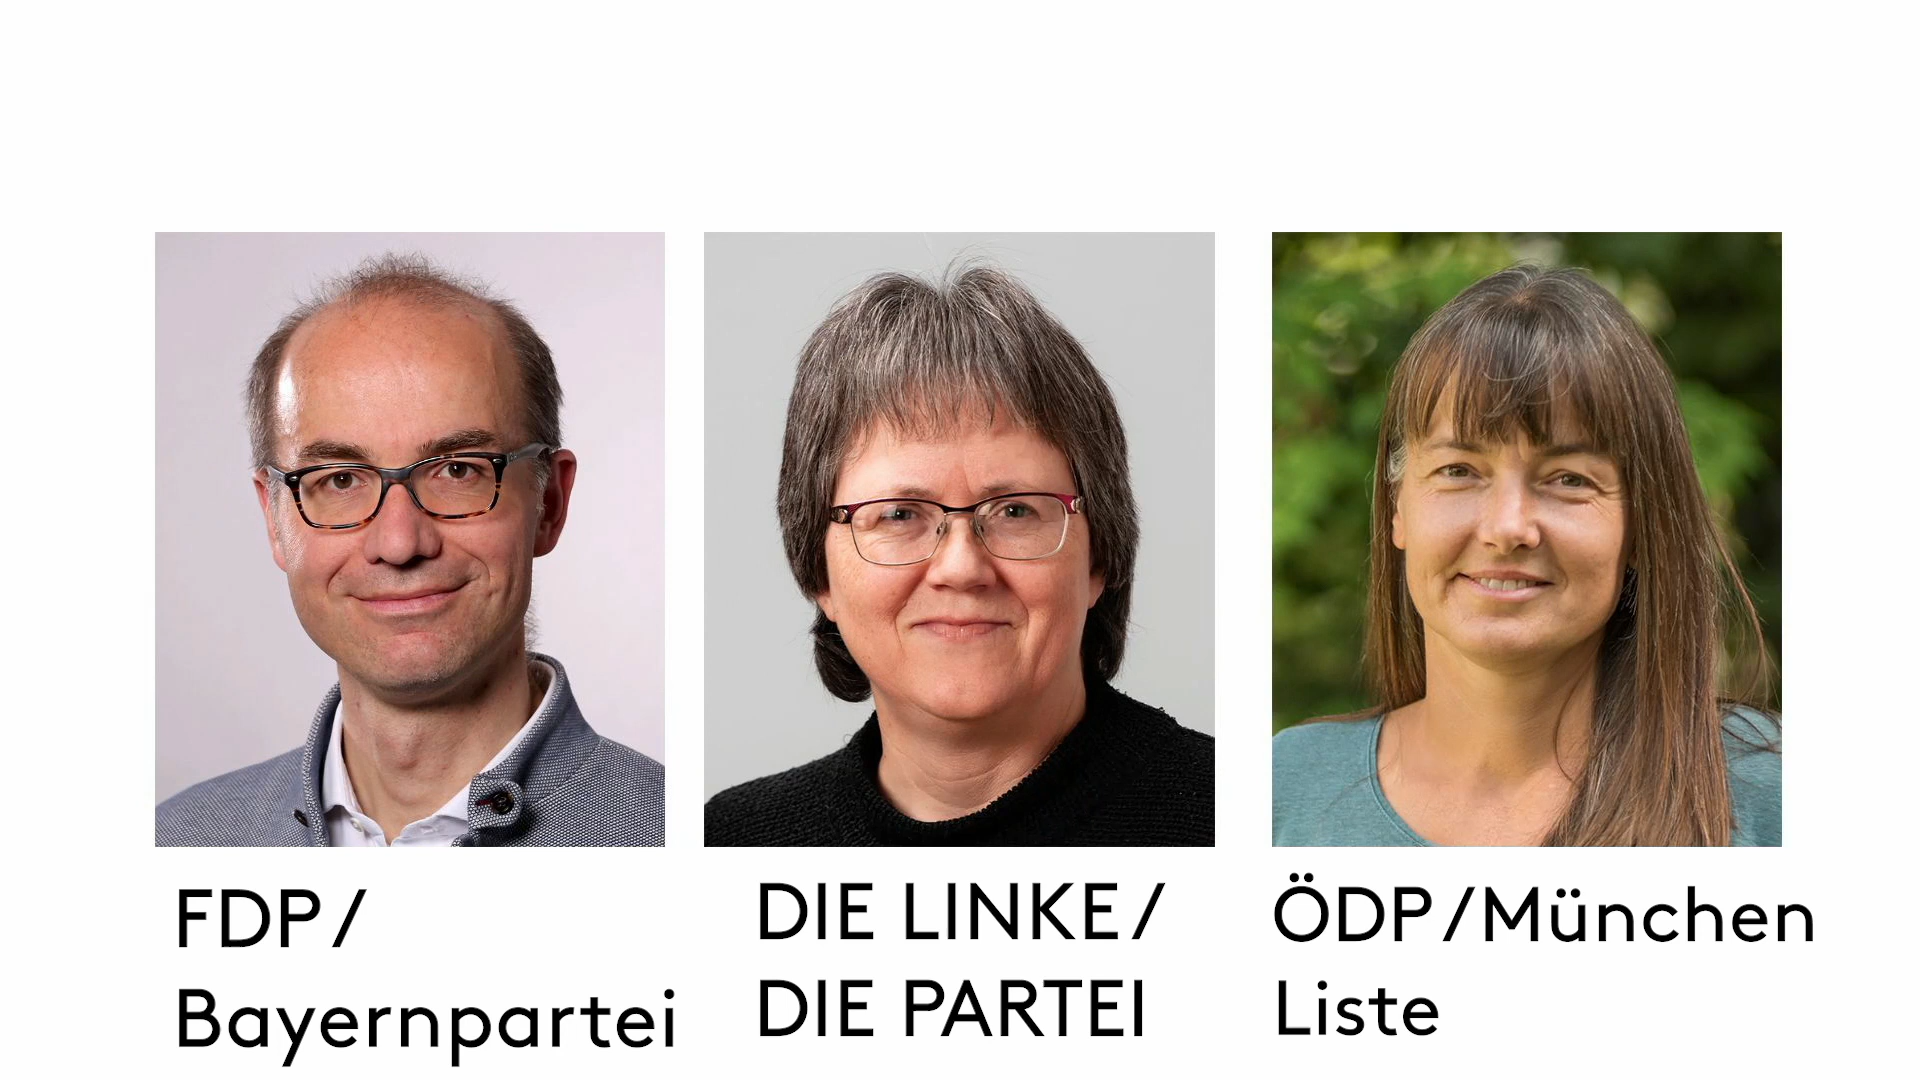 FDP/
Bayernpartei
DIE LINKE/
DIE PARTEI
ÖDP/München
Liste